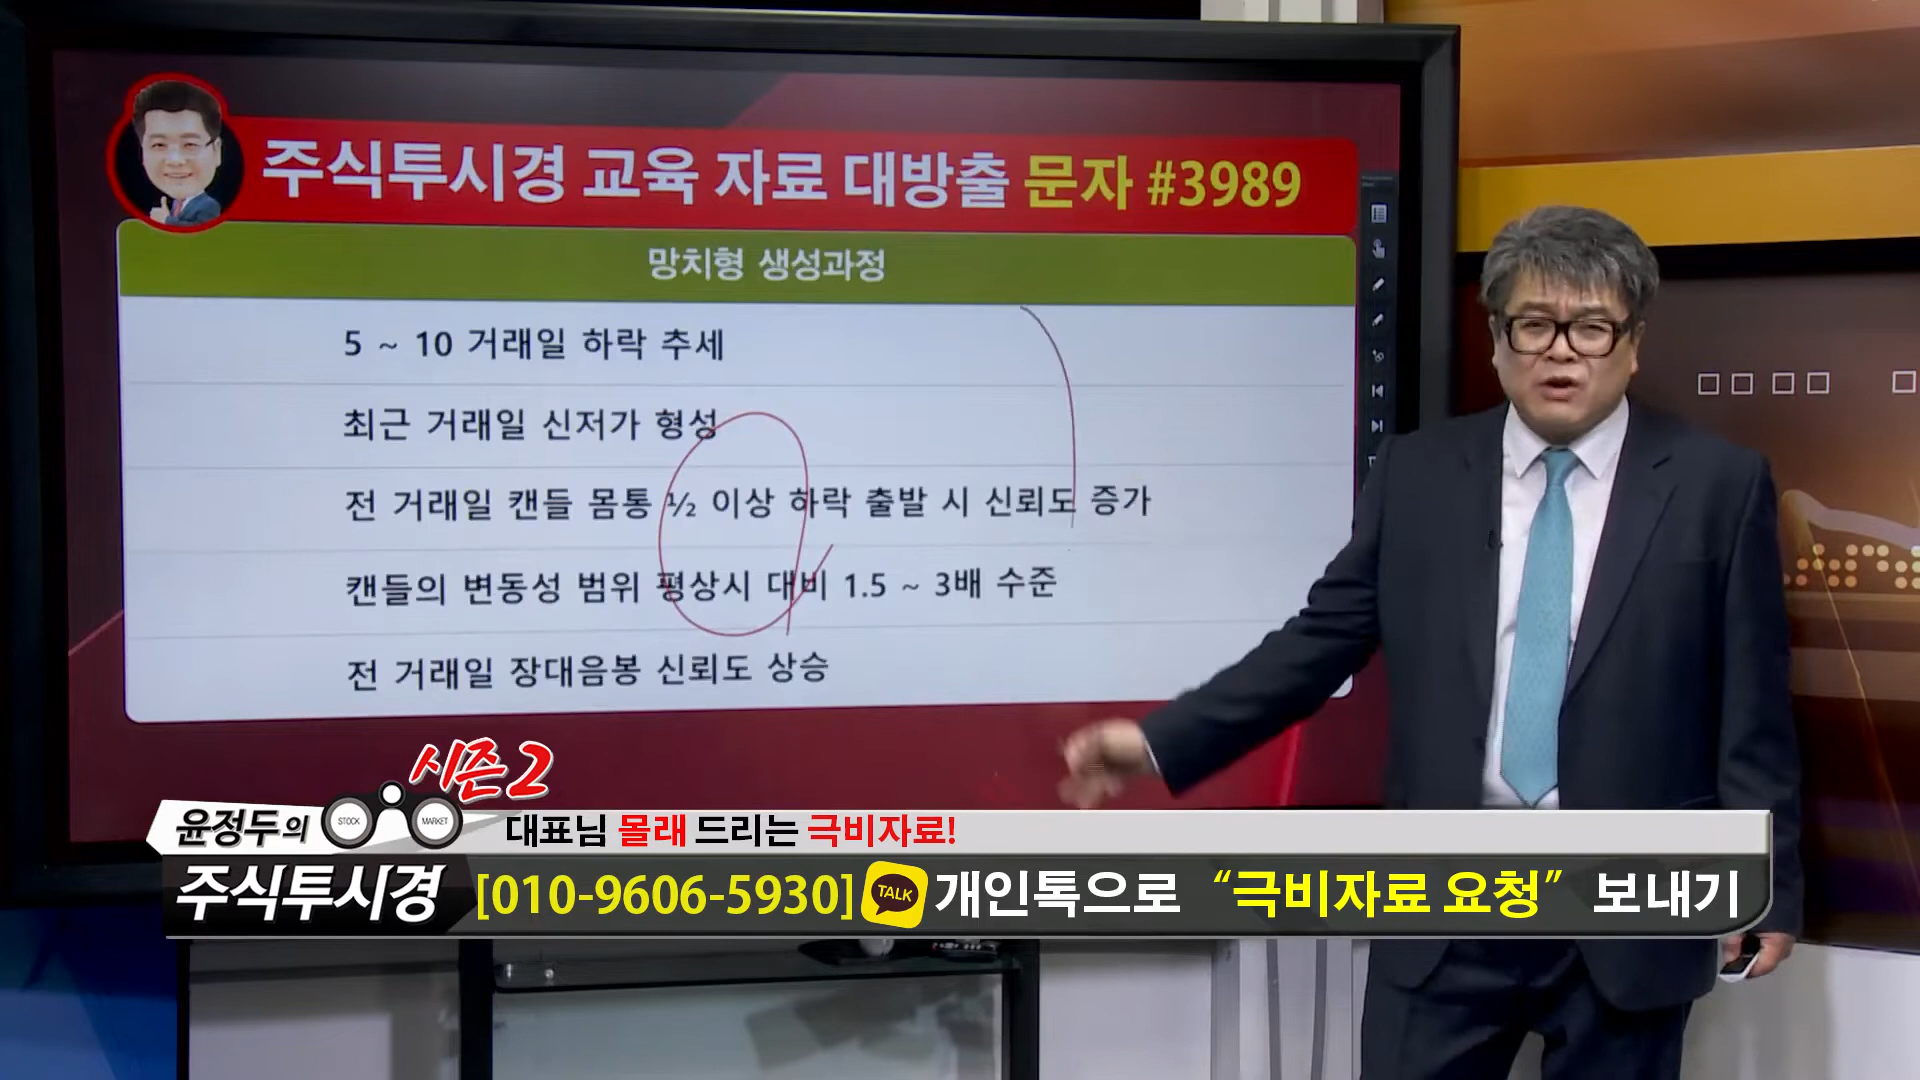 주식투시경 교육 자료 대방출 문자 #3989
망치형 생성과정
5 ~ 10 거래일 하락 추세
최근 거래일 신저가 형성
전 거래일 캔들 몸통 ½ 이상 하락 출발 시 신뢰도 증가
캔들의 변동성 범위 평상시 대비 1.5 ~ 3배 수준
전 거래일 장대음봉 신뢰도 상승
시즌2
윤정두의 STOCK MARKET
주식투시경
대표님 몰래 드리는 극비자료!
[010-9606-5930] TALK 개인톡으로 “극비자료 요청” 보내기